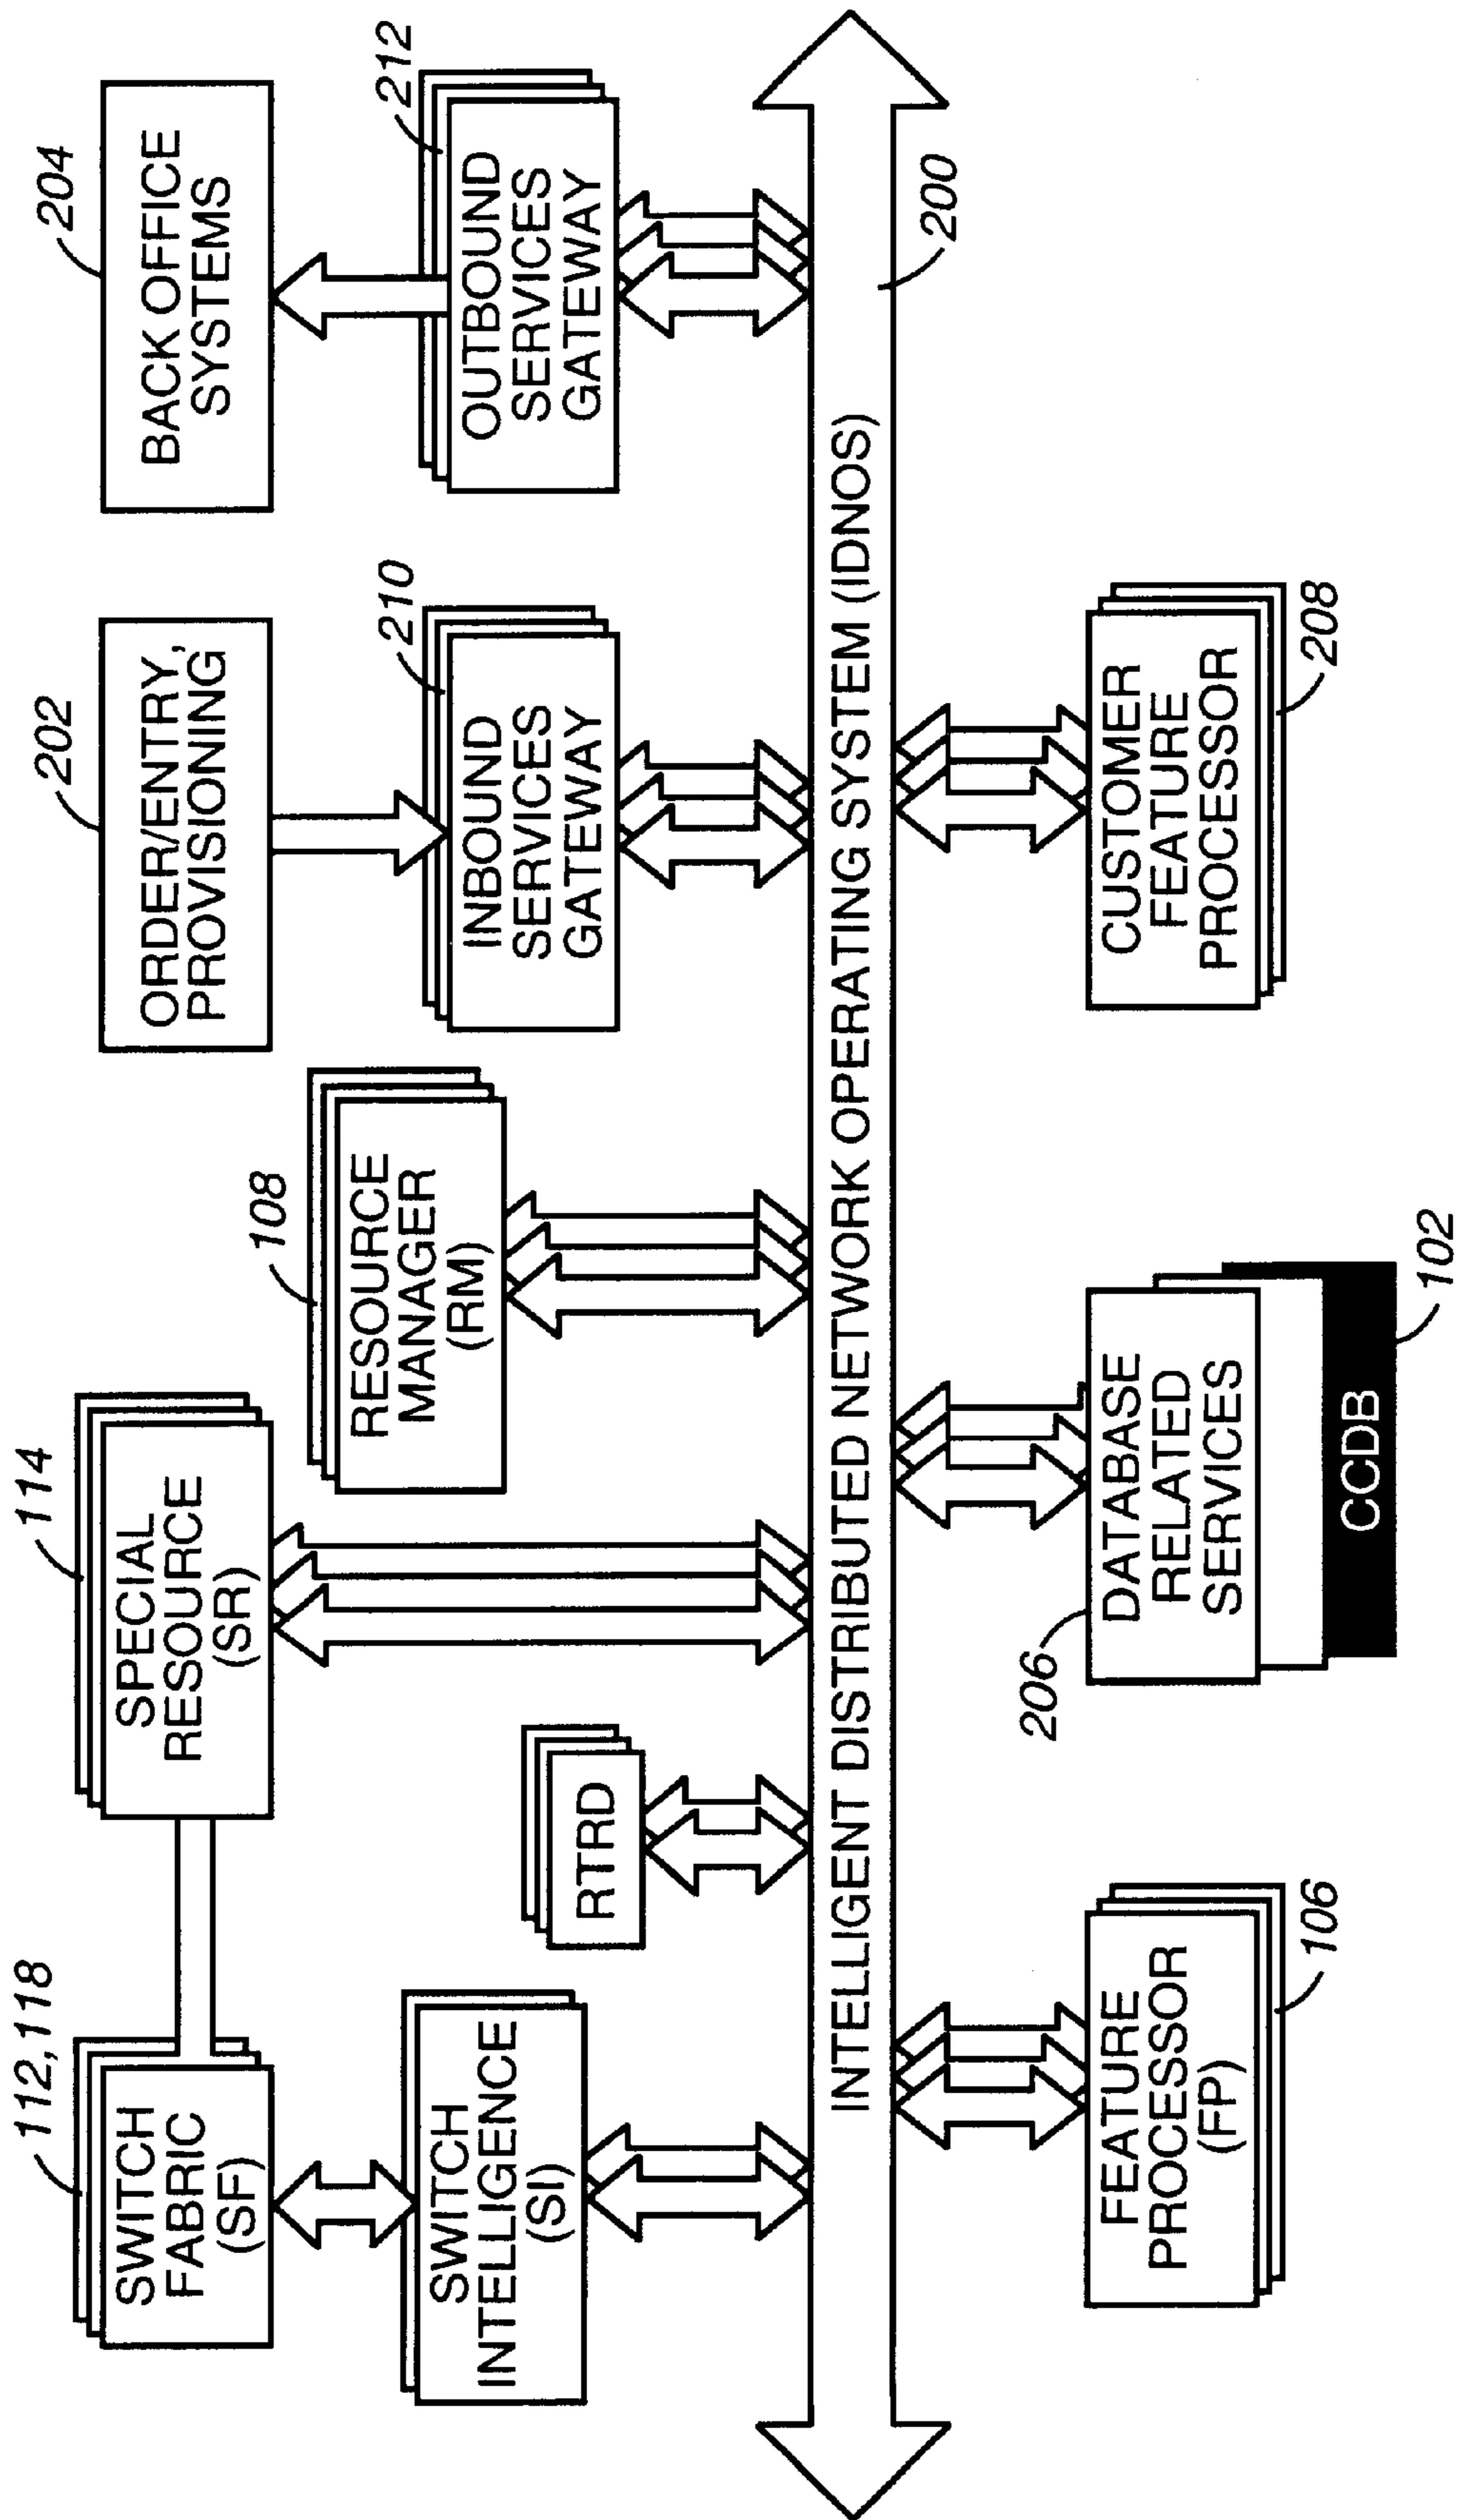 112,118
SWITCH
FABRIC
(SF)
114
SPECIAL
RESOURCE
(SR)
202
ORDER/ENTRY,
PROVISIONING
204
BACK OFFICE
SYSTEMS
SWITCH
INTELLIGENCE
(SI)
RTRD
108
RESOURCE
MANAGER
(RM)
210
INBOUND
SERVICES
GATEWAY
212
OUTBOUND
SERVICES
GATEWAY
INTELLIGENT DISTRIBUTED NETWORK OPERATING SYSTEM (IDNOS)
200
FEATURE
PROCESSOR
(FP)
106
206
DATABASE
RELATED
SERVICES
CCDB
102
CUSTOMER
FEATURE
PROCESSOR
208